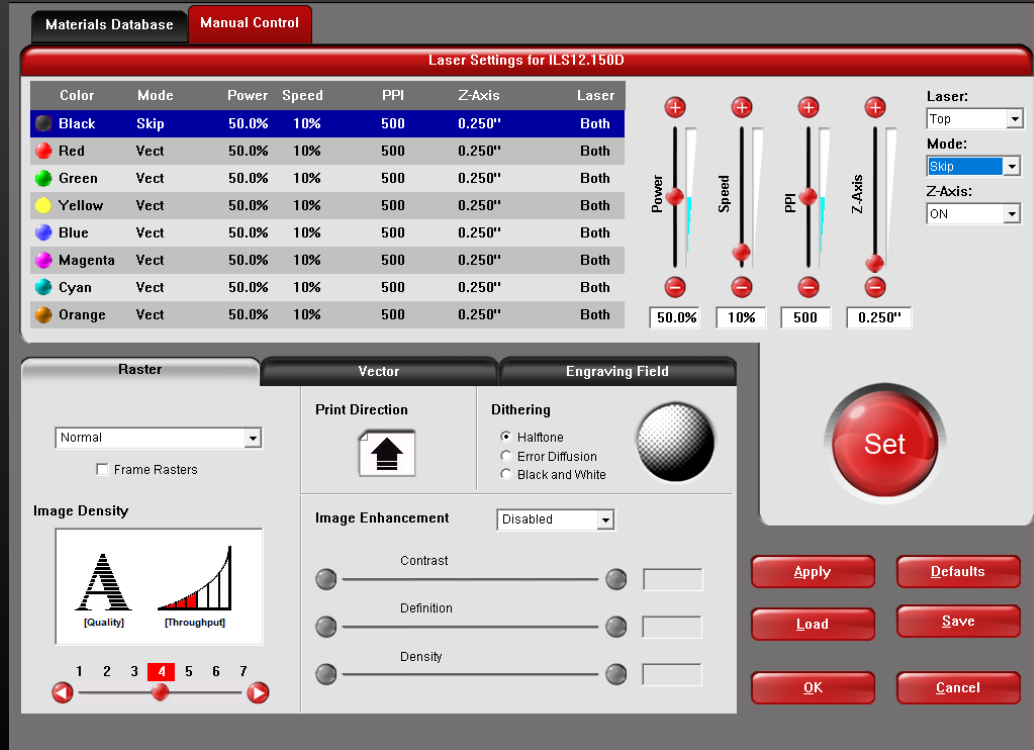 Materials Database Manual Control
Laser Settings for ILS12.150D
Color Mode Power Speed PPI Z-Axis Laser
Black Skip 50.0% 10% 500 0.250" Both
Red Vect 50.0% 10% 500 0.250" Both
Green Vect 50.0% 10% 500 0.250" Both
Yellow Vect 50.0% 10% 500 0.250" Both
Blue Vect 50.0% 10% 500 0.250" Both
Magenta Vect 50.0% 10% 500 0.250" Both
Cyan Vect 50.0% 10% 500 0.250" Both
Orange Vect 50.0% 10% 500 0.250" Both
Power Speed PPI Z-Axis
50.0% 10% 500 0.250"
Laser:
Top
Mode:
Skip
Z-Axis:
ON
Set
Raster Vector Engraving Field
Normal
Frame Rasters
Image Density
A
[Quality] [Throughput]
1 2 3 4 5 6 7
Print Direction
Dithering
Halftone
Error Diffusion
Black and White
Image Enhancement Disabled
Contrast
Definition
Density
Apply Defaults
Load Save
OK Cancel